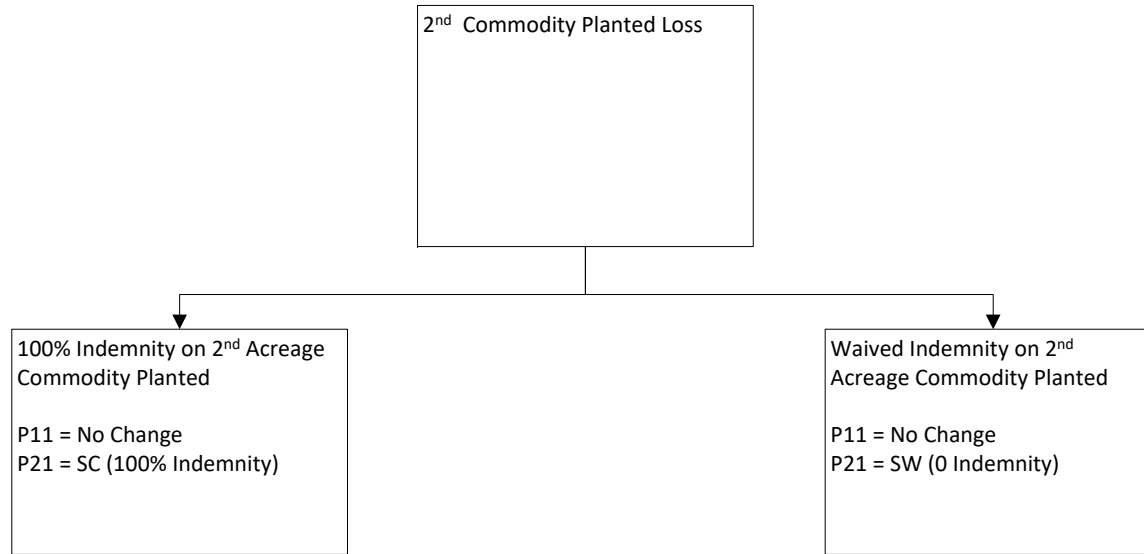 2nd Commodity Planted Loss
100% Indemnity on 2nd Acreage
Commodity Planted
P11 = No Change
P21 = SC (100% Indemnity)
Waived Indemnity on 2nd
Acreage Commodity Planted
P11 = No Change
P21 = SW (0 Indemnity)